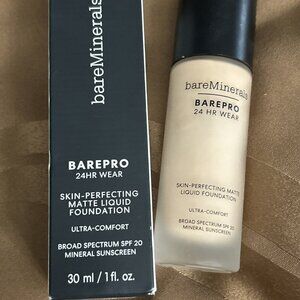 bareMinerals
BAREPRO
24HR WEAR
SKIN-PERFECTING
MATTE LIQUID
FOUNDATION
ULTRA-COMFORT
BROAD SPECTRUM SPF 20
MINERAL SUNSCREEN
30 ml / 1 fl. oz.
bareMinerals
BAREPRO
24 HR WEAR
SKIN-PERFECTING MATTE
LIQUID FOUNDATION
ULTRA-COMFORT
BROAD SPECTRUM SPF 20
MINERAL SUNSCREEN